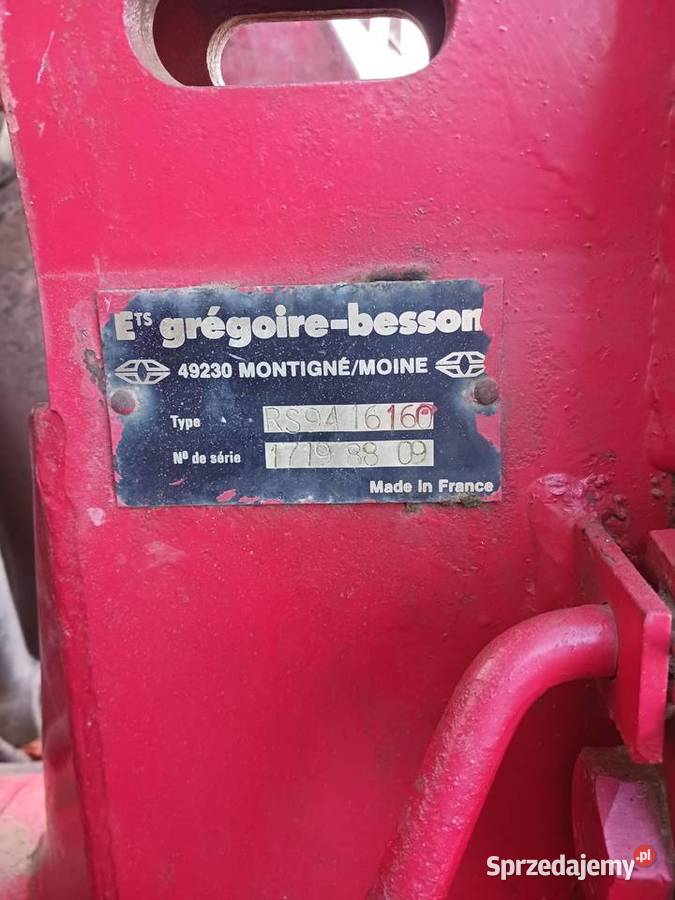 ETS grégoire-besson
49230 MONTIGNÉ/MOINE
Type RS94 16160
Nº de série 1719 88 09
Made In France
Sprzedajemy.pl